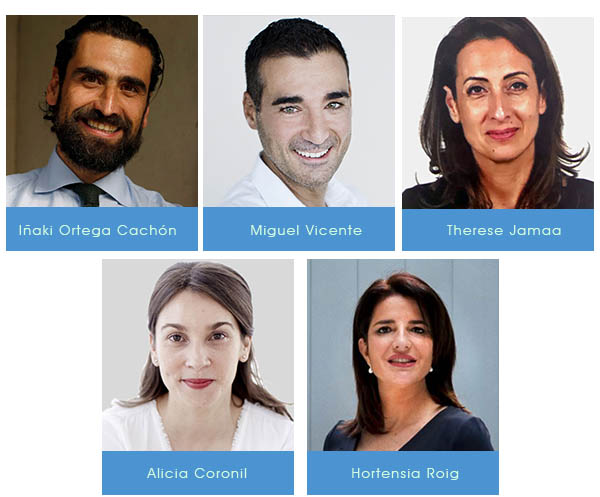 Iñaki Ortega Cachón
Miguel Vicente
Therese Jamaa
Alicia Coronil
Hortensia Roig